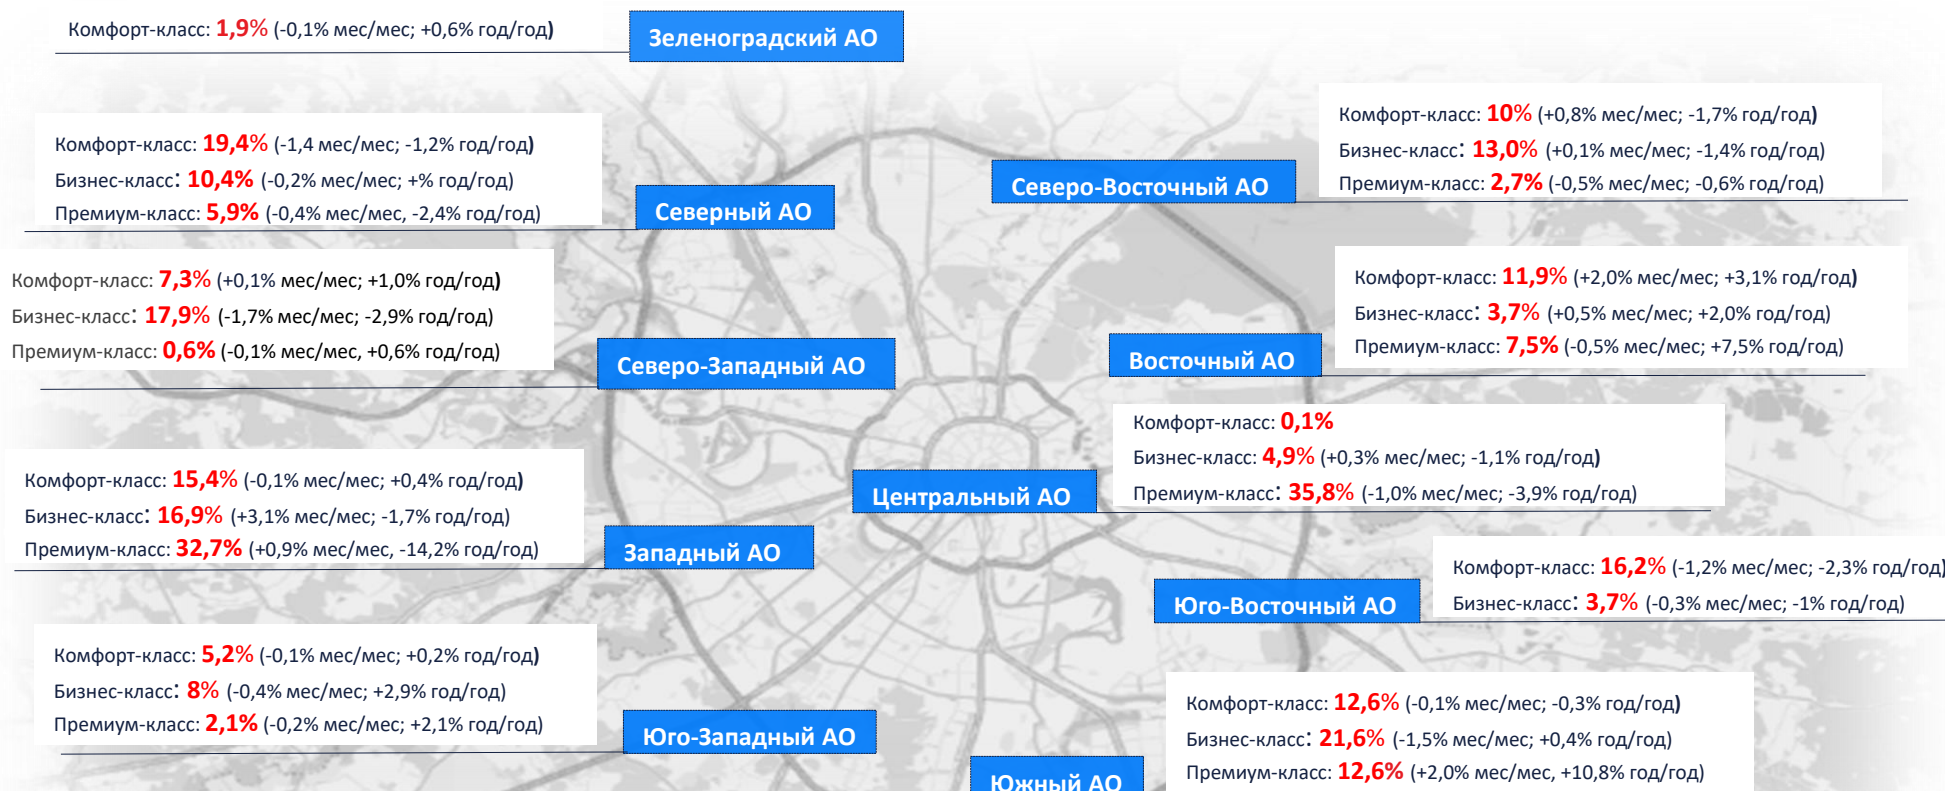 Комфорт-класс: 1,9% (-0,1% мес/мес; +0,6% год/год)
Зеленоградский АО
Комфорт-класс: 19,4% (-1,4 мес/мес; -1,2% год/год)
Бизнес-класс: 10,4% (-0,2% мес/мес; +% год/год)
Премиум-класс: 5,9% (-0,4% мес/мес, -2,4% год/год)
Северный АО
Комфорт-класс: 10% (+0,8% мес/мес; -1,7% год/год)
Бизнес-класс: 13,0% (+0,1% мес/мес; -1,4% год/год)
Премиум-класс: 2,7% (-0,5% мес/мес; -0,6% год/год)
Северо-Восточный АО
Комфорт-класс: 7,3% (+0,1% мес/мес; +1,0% год/год)
Бизнес-класс: 17,9% (-1,7% мес/мес; -2,9% год/год)
Премиум-класс: 0,6% (-0,1% мес/мес, +0,6% год/год)
Северо-Западный АО
Комфорт-класс: 11,9% (+2,0% мес/мес; +3,1% год/год)
Бизнес-класс: 3,7% (+0,5% мес/мес; +2,0% год/год)
Премиум-класс: 7,5% (-0,5% мес/мес; +7,5% год/год)
Восточный АО
Комфорт-класс: 0,1%
Бизнес-класс: 4,9% (+0,3% мес/мес; -1,1% год/год)
Премиум-класс: 35,8% (-1,0% мес/мес; -3,9% год/год)
Центральный АО
Комфорт-класс: 15,4% (-0,1% мес/мес; +0,4% год/год)
Бизнес-класс: 16,9% (+3,1% мес/мес; -1,7% год/год)
Премиум-класс: 32,7% (+0,9% мес/мес, -14,2% год/год)
Западный АО
Комфорт-класс: 16,2% (-1,2% мес/мес; -2,3% год/год)
Бизнес-класс: 3,7% (-0,3% мес/мес; -1% год/год)
Юго-Восточный АО
Комфорт-класс: 5,2% (-0,1% мес/мес; +0,2% год/год)
Бизнес-класс: 8% (-0,4% мес/мес; +2,9% год/год)
Премиум-класс: 2,1% (-0,2% мес/мес; +2,1% год/год)
Юго-Западный АО
Комфорт-класс: 12,6% (-0,1% мес/мес; -0,3% год/год)
Бизнес-класс: 21,6% (-1,5% мес/мес; +0,4% год/год)
Премиум-класс: 12,6% (+2,0% мес/мес, +10,8% год/год)
Южный АО